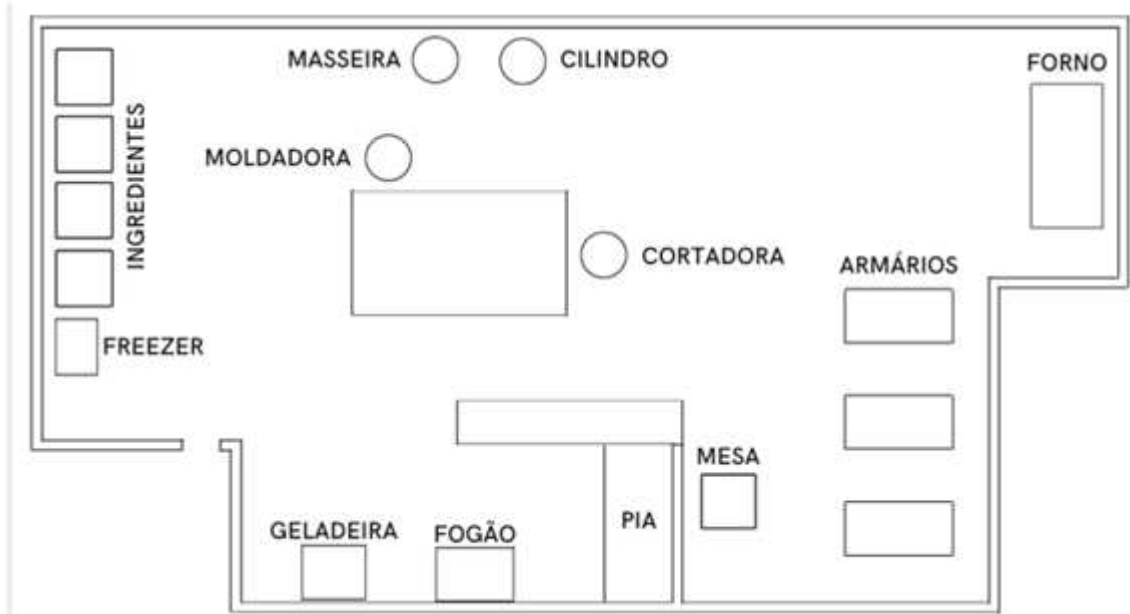 MASSEIRA
CILINDRO
FORNO
INGREDIENTES
MOLDADORA
CORTADORA
ARMÁRIOS
FREEZER
MESA
GELADEIRA
FOGÃO
PIA